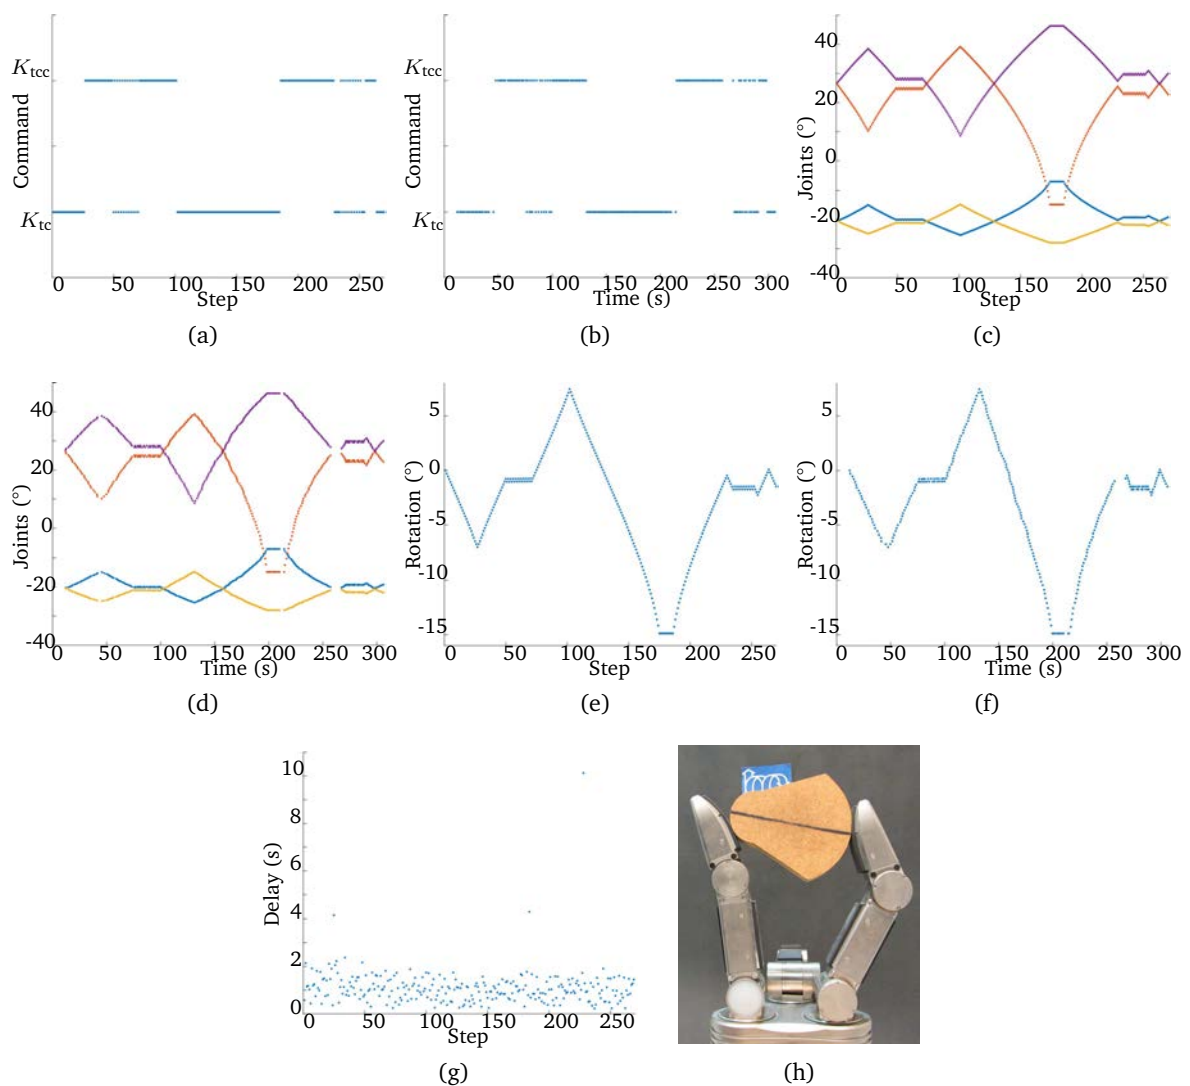 K_tcc
Command
K_tc
0 50 100 150 200 250
Step
(a)
K_tcc
Command
K_tc
0 50 100 150 200 250 300
Time (s)
(b)
40
20
0
-20
-40
Joints (°)
0 50 100 150 200 250
Step
(c)
40
20
0
-20
-40
Joints (°)
0 50 100 150 200 250 300
Time (s)
(d)
5
0
-5
-10
-15
Rotation (°)
0 50 100 150 200 250
Step
(e)
5
0
-5
-10
-15
Rotation (°)
0 50 100 150 200 250 300
Time (s)
(f)
10
8
6
4
2
0
Delay (s)
0 50 100 150 200 250
Step
(g)
(h)